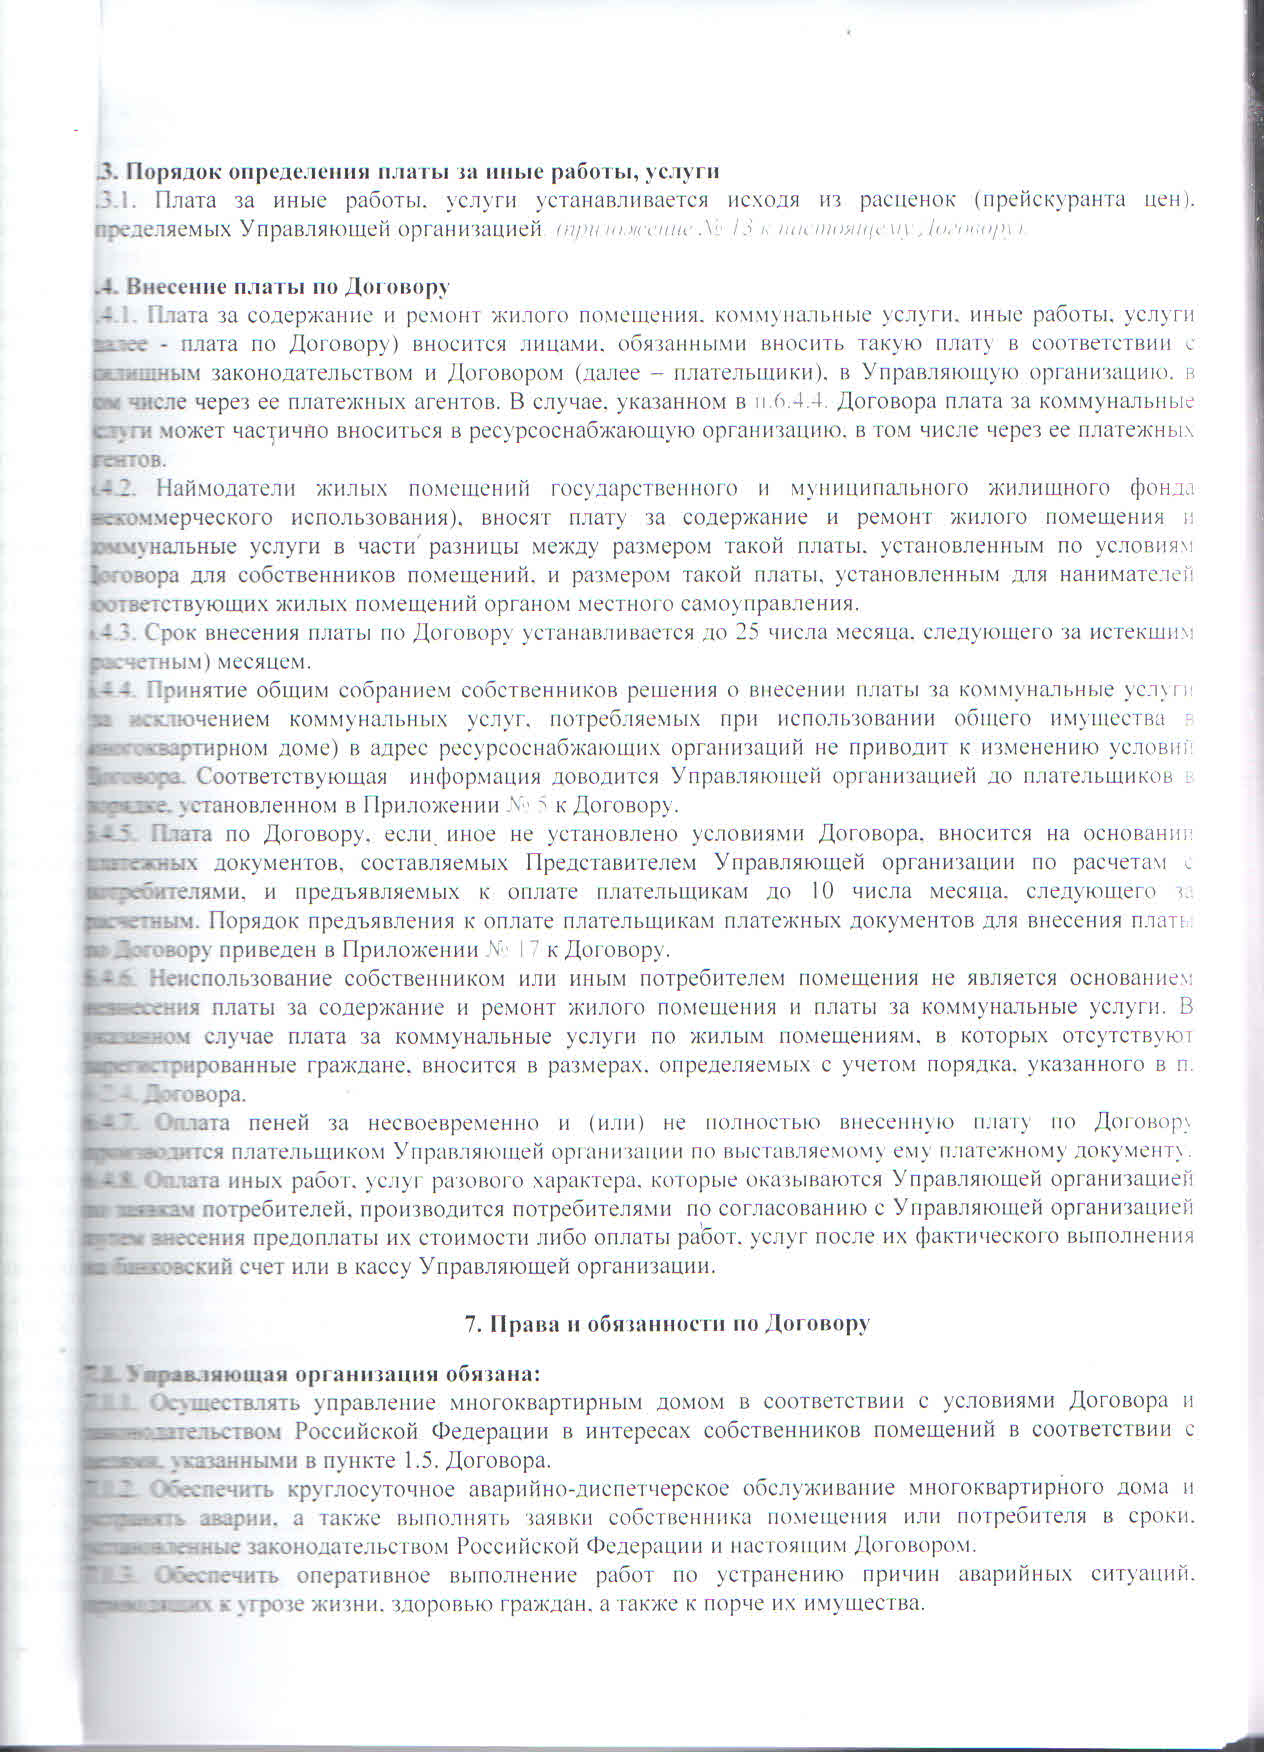 .3. Порядок определения платы за иные работы, услуги
.3.1. Плата за иные работы, услуги устанавливается исходя из расценок (прейскуранта цен),
пределяемых Управляющей организацией (приложение № 13 к настоящему Договору).
.4. Внесение платы по Договору
.4.1. Плата за содержание и ремонт жилого помещения, коммунальные услуги, иные работы, услуги
далее - плата по Договору) вносится лицами, обязанными вносить такую плату в соответствии с
жилищным законодательством и Договором (далее – плательщики), в Управляющую организацию, в
ом числе через ее платежных агентов. В случае, указанном в п.6.4.4. Договора плата за коммунальные
слуги может частично вноситься в ресурсоснабжающую организацию, в том числе через ее платежных
гентов.
.4.2. Наймодатели жилых помещений государственного и муниципального жилищного фонда
некоммерческого использования), вносят плату за содержание и ремонт жилого помещения и
оммунальные услуги в части разницы между размером такой платы, установленным по условиям
Договора для собственников помещений, и размером такой платы, установленным для нанимателей
оответствующих жилых помещений органом местного самоуправления.
.4.3. Срок внесения платы по Договору устанавливается до 25 числа месяца, следующего за истекшим
расчетным) месяцем.
.4.4. Принятие общим собранием собственников решения о внесении платы за коммунальные услуги
за исключением коммунальных услуг, потребляемых при использовании общего имущества в
многоквартирном доме) в адрес ресурсоснабжающих организаций не приводит к изменению условий
Договора. Соответствующая информация доводится Управляющей организацией до плательщиков в
порядке, установленном в Приложении № 5 к Договору.
6.4.5. Плата по Договору, если иное не установлено условиями Договора, вносится на основании
платежных документов, составляемых Представителем Управляющей организации по расчетам с
потребителями, и предъявляемых к оплате плательщикам до 10 числа месяца, следующего за
расчетным. Порядок предъявления к оплате плательщикам платежных документов для внесения платы
по Договору приведен в Приложении № 17 к Договору.
6.4.6. Неиспользование собственником или иным потребителем помещения не является основанием
невнесения платы за содержание и ремонт жилого помещения и платы за коммунальные услуги. В
указанном случае плата за коммунальные услуги по жилым помещениям, в которых отсутствуют
зарегистрированные граждане, вносится в размерах, определяемых с учетом порядка, указанного в п.
6.2.4. Договора.
6.4.7. Оплата пеней за несвоевременно и (или) не полностью внесенную плату по Договору
производится плательщиком Управляющей организации по выставляемому ему платежному документу.
6.4.8. Оплата иных работ, услуг разового характера, которые оказываются Управляющей организацией
по заявкам потребителей, производится потребителями по согласованию с Управляющей организацией
путем внесения предоплаты их стоимости либо оплаты работ, услуг после их фактического выполнения
на банковский счет или в кассу Управляющей организации.
7. Права и обязанности по Договору
7.1. Управляющая организация обязана:
7.1.1. Осуществлять управление многоквартирным домом в соответствии с условиями Договора и
законодательством Российской Федерации в интересах собственников помещений в соответствии с
целями, указанными в пункте 1.5. Договора.
7.1.2. Обеспечить круглосуточное аварийно-диспетчерское обслуживание многоквартирного дома и
устранять аварии, а также выполнять заявки собственника помещения или потребителя в сроки,
установленные законодательством Российской Федерации и настоящим Договором.
7.1.3. Обеспечить оперативное выполнение работ по устранению причин аварийных ситуаций,
приводящих к угрозе жизни, здоровью граждан, а также к порче их имущества.